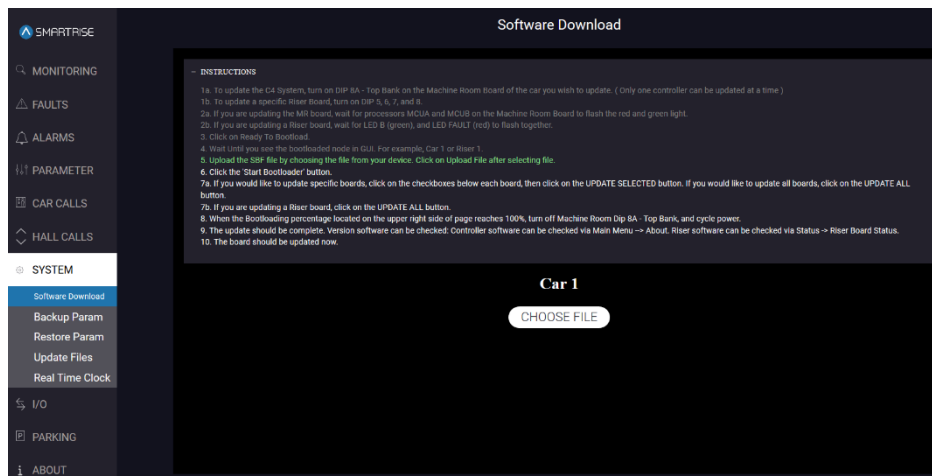 Software Download
SMARTRISE
MONITORING
FAULTS
ALARMS
PARAMETER
CAR CALLS
HALL CALLS
SYSTEM
Software Download
Backup Param
Restore Param
Update Files
Real Time Clock
I/O
PARKING
ABOUT
− INSTRUCTIONS
1a. To update the C4 System, turn on DIP 8A - Top Bank on the Machine Room Board of the car you wish to update. ( Only one controller can be updated at a time )
1b. To update a specific Riser Board, turn on DIP 5, 6, 7, and 8.
2a. If you are updating the MR board, wait for processors MCUA and MCUB on the Machine Room Board to flash the red and green light.
2b. If you are updating a Riser board, wait for LED B (green), and LED FAULT (red) to flash together.
3. Click on Ready To Bootload.
4. Wait Until you see the bootloaded node in GUI. For example, Car 1 or Riser 1.
5. Upload the SBF file by choosing the file from your device. Click on Upload File after selecting file.
6. Click the 'Start Bootloader' button.
7a. If you would like to update specific boards, click on the checkboxes below each board, then click on the UPDATE SELECTED button. If you would like to update all boards, click on the UPDATE ALL
button.
7b. If you are updating a Riser board, click on the UPDATE ALL button.
8. When the Bootloading percentage located on the upper right side of page reaches 100%, turn off Machine Room Dip 8A - Top Bank, and cycle power.
9. The update should be complete. Version software can be checked: Controller software can be checked via Main Menu --> About. Riser software can be checked via Status -> Riser Board Status.
10. The board should be updated now.
Car 1
CHOOSE FILE